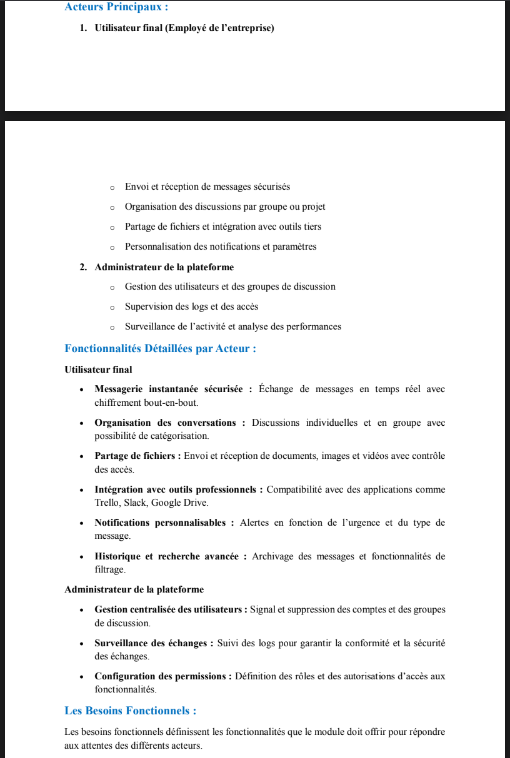 Acteurs Principaux :
1. Utilisateur final (Employé de l'entreprise)
o Envoi et réception de messages sécurisés
o Organisation des discussions par groupe ou projet
o Partage de fichiers et intégration avec outils tiers
o Personnalisation des notifications et paramètres
2. Administrateur de la plateforme
o Gestion des utilisateurs et des groupes de discussion
o Supervision des logs et des accès
o Surveillance de l'activité et analyse des performances
Fonctionnalités Détaillées par Acteur :
Utilisateur final
• Messagerie instantanée sécurisée : Échange de messages en temps réel avec
chiffrement bout-en-bout.
• Organisation des conversations : Discussions individuelles et en groupe avec
possibilité de catégorisation.
• Partage de fichiers : Envoi et réception de documents, images et vidéos avec contrôle
des accès.
• Intégration avec outils professionnels : Compatibilité avec des applications comme
Trello, Slack, Google Drive.
• Notifications personnalisables : Alertes en fonction de l'urgence et du type de
message.
• Historique et recherche avancée : Archivage des messages et fonctionnalités de
filtrage.
Administrateur de la plateforme
• Gestion centralisée des utilisateurs : Signal et suppression des comptes et des groupes
de discussion.
• Surveillance des échanges : Suivi des logs pour garantir la conformité et la sécurité
des échanges.
• Configuration des permissions : Définition des rôles et des autorisations d'accès aux
fonctionnalités.
Les Besoins Fonctionnels :
Les besoins fonctionnels définissent les fonctionnalités que le module doit offrir pour répondre
aux attentes des différents acteurs.